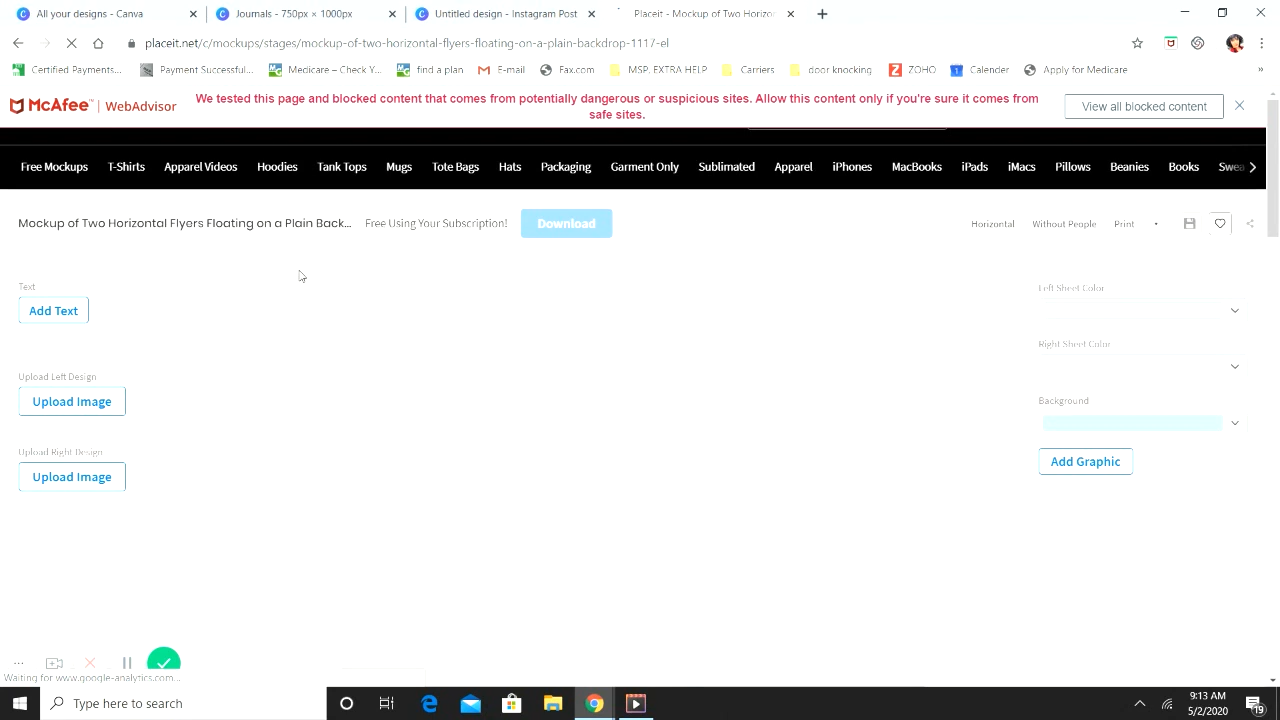 All your designs - Canva
Journals - 750px × 1000px
Untitled design - Instagram Post
Placeit - Mockup of Two Horizo
placeit.net/c/mockups/stages/mockup-of-two-horizontal-flyers-floating-on-a-plain-backdrop-1117-el
Certified Payments... Payment Successful... Medicare – Check Y... find a plan E-mail Fax.com MSP, EXTRA HELP Carriers door knocking ZOHO Calender Apply for Medicare »
McAfee™ | WebAdvisor
We tested this page and blocked content that comes from potentially dangerous or suspicious sites. Allow this content only if you're sure it comes from
safe sites.
View all blocked content
Free Mockups T-Shirts Apparel Videos Hoodies Tank Tops Mugs Tote Bags Hats Packaging Garment Only Sublimated Apparel iPhones MacBooks iPads iMacs Pillows Beanies Books Swea
Mockup of Two Horizontal Flyers Floating on a Plain Back... Free Using Your Subscription! Download Horizontal Without People Print
Text
Add Text
Upload Left Design
Upload Image
Upload Right Design
Upload Image
Left Sheet Color
Right Sheet Color
Background
Add Graphic
Waiting for www.google-analytics.com...
Type here to search
9:13 AM
5/2/2020
19